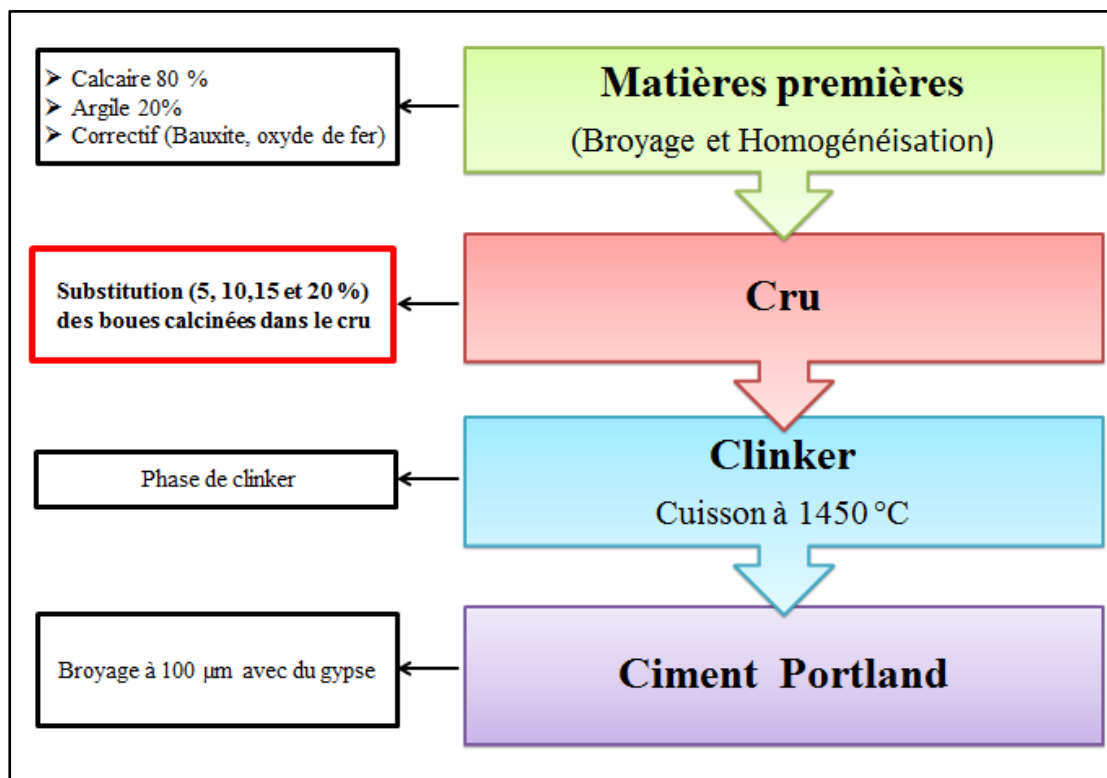 ➢ Calcaire 80 %
➢ Argile 20%
➢ Correctif (Bauxite, oxyde de fer)
Matières premières
(Broyage et Homogénéisation)
Substitution (5, 10,15 et 20 %)
des boues calcinées dans le cru
Cru
Phase de clinker
Clinker
Cuisson à 1450 °C
Broyage à 100 µm avec du gypse
Ciment Portland